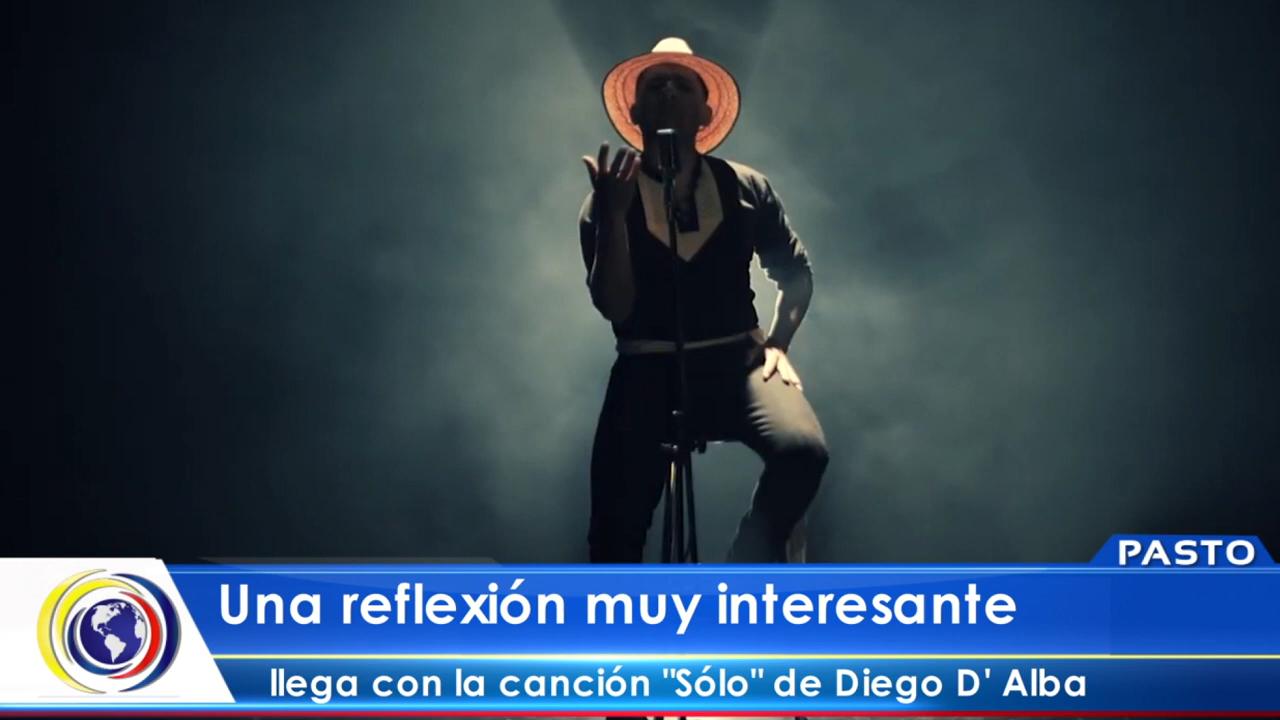 PASTO
Una reflexión muy interesante
llega con la canción "Sólo" de Diego D' Alba